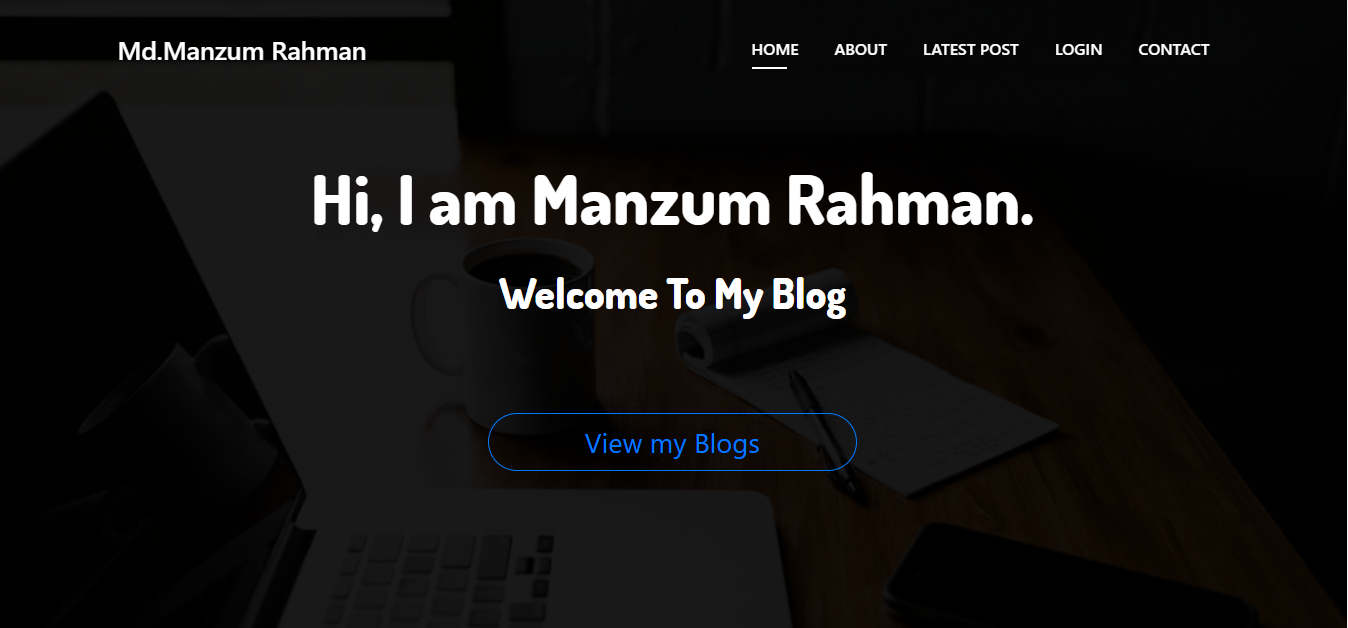 Md.Manzum Rahman
HOME ABOUT LATEST POST LOGIN CONTACT
Hi, I am Manzum Rahman.
Welcome To My Blog
View my Blogs